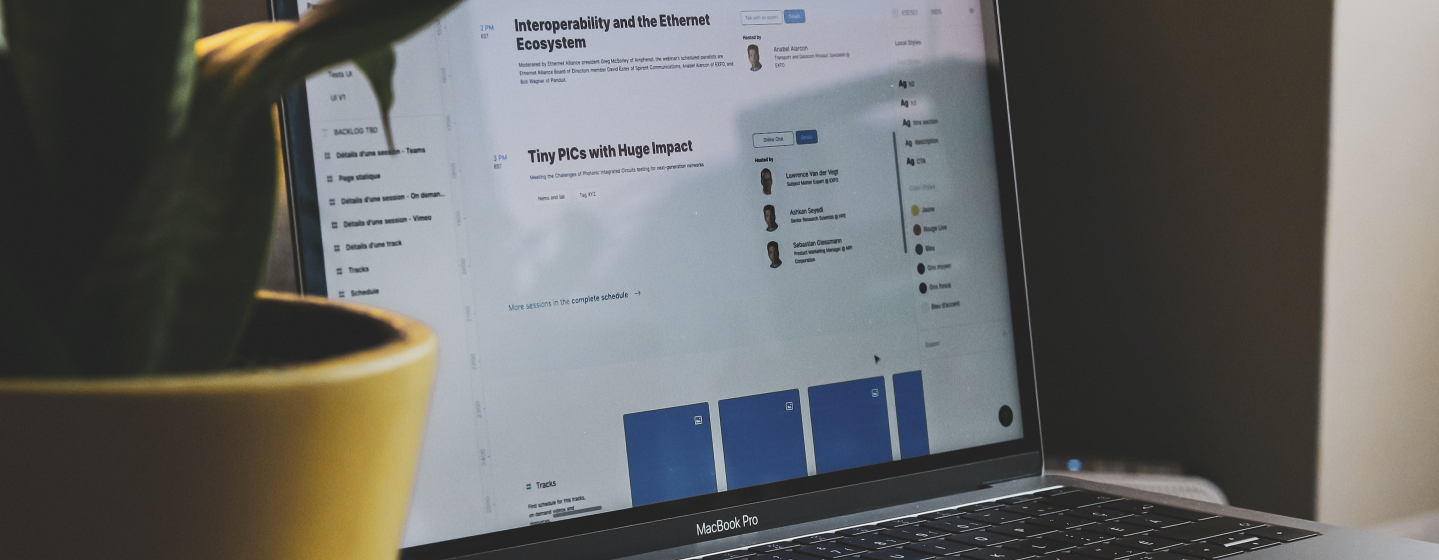 Tests UI
UI V1
BACKLOG TBD
Détails d'une session - Teams
Page statique
Détails d'une session - On deman...
Détails d'une session - Vimeo
Détails d'une track
Tracks
Schedule
2 PM
EST
Interoperability and the Ethernet
Ecosystem
Moderated by Ethernet Alliance president Greg McSorley of Amphenol, the webinar's scheduled panelists are
Ethernet Alliance Board of Directors member David Estes of Spirent Communications, Anabel Alarcon of EXFO, and
Bob Wagner of Panduit.
Talk with an expert
Details
Hosted by
Anabel Alarcon
Transport and Datacom Product Specialist @
EXFO
3 PM
EST
Tiny PICs with Huge Impact
Meeting the Challenges of Photonic Integrated Circuits testing for next-generation networks
Tag XYZ
Online Chat
Details
Hosted by
Lawrence Van der Vegt
Subject Matter Expert @ EXFO
Ashkan Seyedi
Senior Research Scientist @ HPE
Sebastian Giessmann
Product Marketing Manager @
Corporation
More sessions in the complete schedule →
Tracks
Find schedule for this tracks,
on demand videos and
resources
Local Styles
Ag h2
Ag h3
Ag titre section
Ag description
Ag CTA
Color Styles
Jaune
Rouge Live
Bleu
Gris moyen
Gris foncé
Bleu d'accent
Export
MacBook Pro